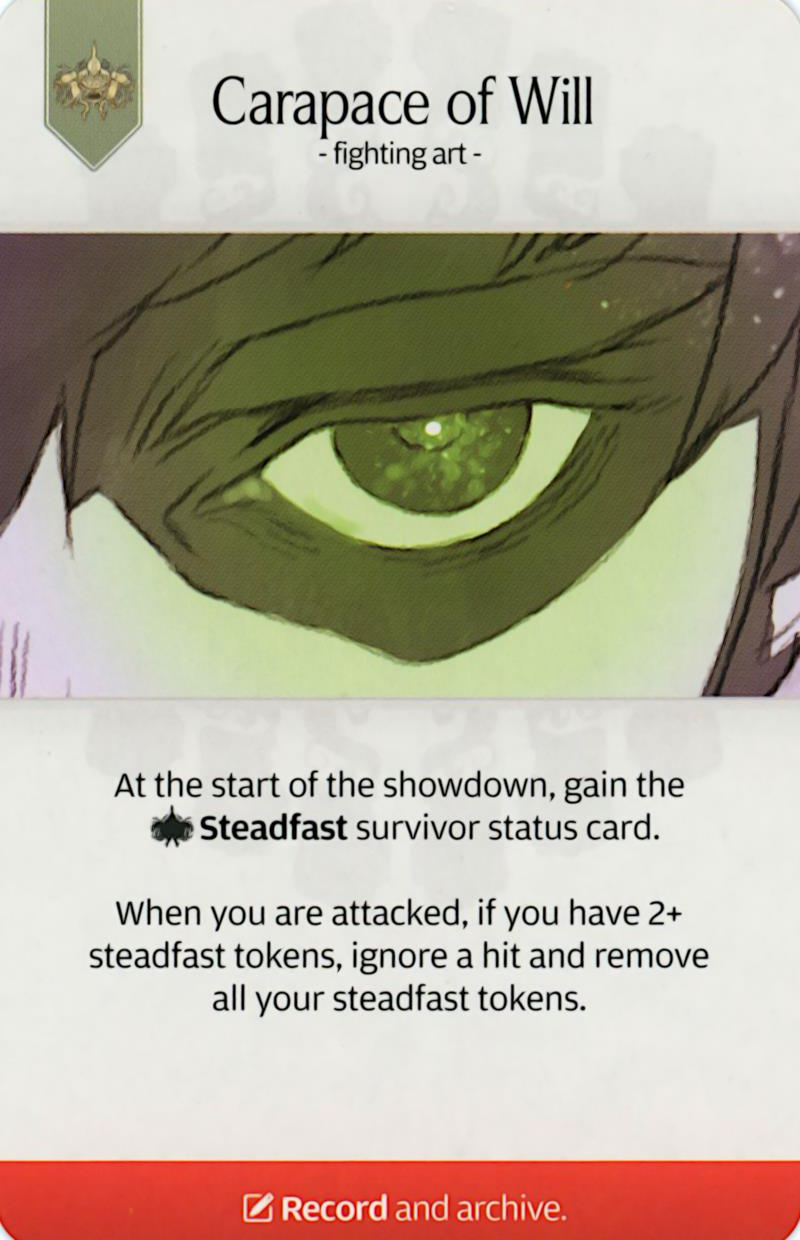 Carapace of Will
- fighting art -
At the start of the showdown, gain the
Steadfast survivor status card.
When you are attacked, if you have 2+
steadfast tokens, ignore a hit and remove
all your steadfast tokens.
Record and archive.